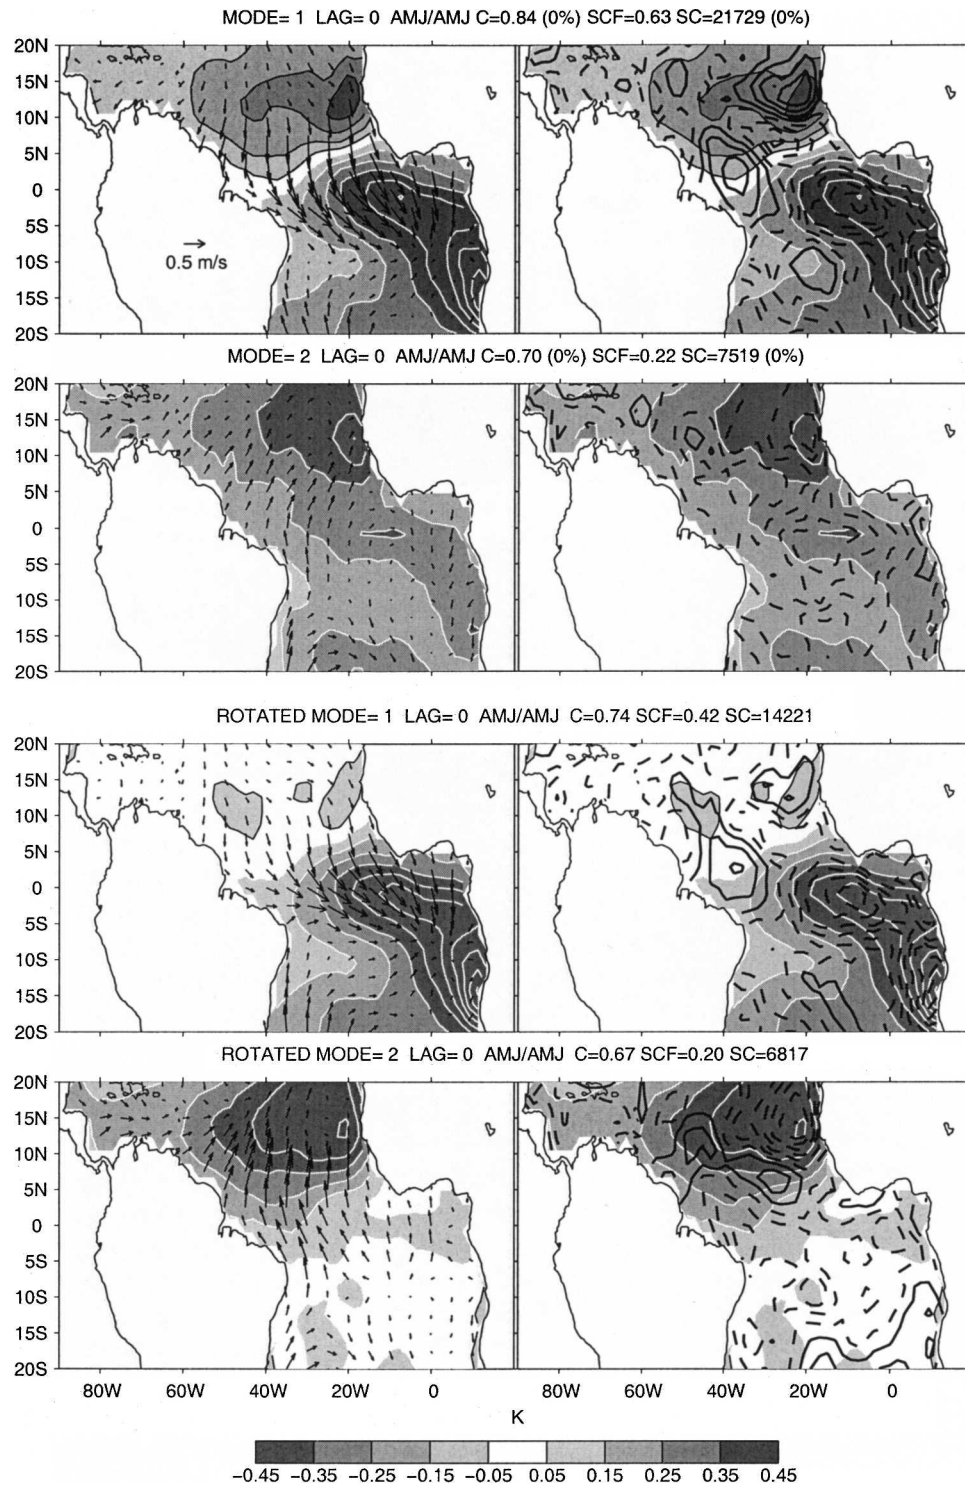 MODE= 1 LAG= 0 AMJ/AMJ C=0.84 (0%) SCF=0.63 SC=21729 (0%)
20N
15N
10N
5N
0
5S
10S
15S
20S
0.5 m/s
MODE= 2 LAG= 0 AMJ/AMJ C=0.70 (0%) SCF=0.22 SC=7519 (0%)
20N
15N
10N
5N
0
5S
10S
15S
20S
ROTATED MODE= 1 LAG= 0 AMJ/AMJ C=0.74 SCF=0.42 SC=14221
20N
15N
10N
5N
0
5S
10S
15S
20S
ROTATED MODE= 2 LAG= 0 AMJ/AMJ C=0.67 SCF=0.20 SC=6817
20N
15N
10N
5N
0
5S
10S
15S
20S
80W 60W 40W 20W 0 80W 60W 40W 20W 0
K
−0.45 −0.35 −0.25 −0.15 −0.05 0.05 0.15 0.25 0.35 0.45